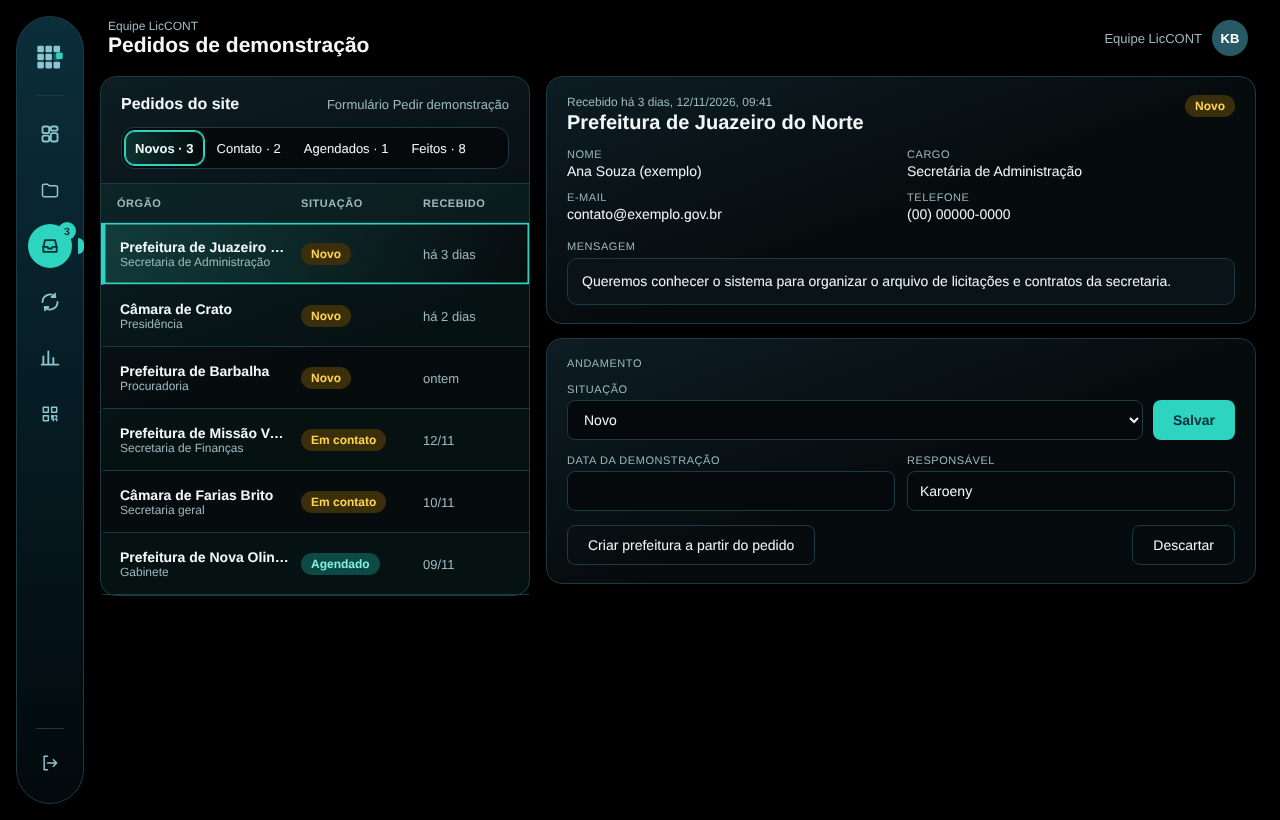 Equipe LicCONT
Pedidos de demonstração
Equipe LicCONT
KB
3
Pedidos do site
Formulário Pedir demonstração
Novos · 3
Contato · 2
Agendados · 1
Feitos · 8
ÓRGÃO
SITUAÇÃO
RECEBIDO
Prefeitura de Juazeiro ...
Secretaria de Administração
Novo
há 3 dias
Câmara de Crato
Presidência
Novo
há 2 dias
Prefeitura de Barbalha
Procuradoria
Novo
ontem
Prefeitura de Missão V...
Secretaria de Finanças
Em contato
12/11
Câmara de Farias Brito
Secretaria geral
Em contato
10/11
Prefeitura de Nova Olin...
Gabinete
Agendado
09/11
Recebido há 3 dias, 12/11/2026, 09:41
Prefeitura de Juazeiro do Norte
Novo
NOME
Ana Souza (exemplo)
CARGO
Secretária de Administração
E-MAIL
contato@exemplo.gov.br
TELEFONE
(00) 00000-0000
MENSAGEM
Queremos conhecer o sistema para organizar o arquivo de licitações e contratos da secretaria.
ANDAMENTO
SITUAÇÃO
Novo
Salvar
DATA DA DEMONSTRAÇÃO
RESPONSÁVEL
Karoeny
Criar prefeitura a partir do pedido
Descartar